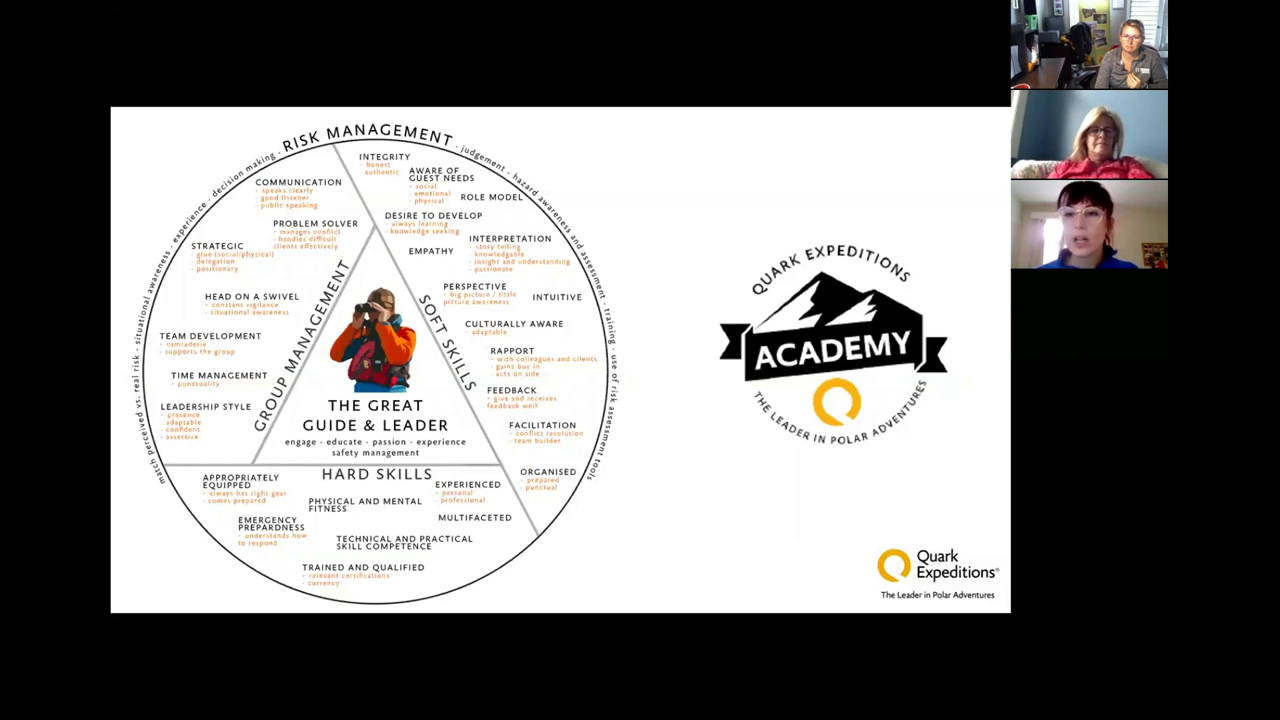 RISK MANAGEMENT
match perceived vs. real risk · situational awareness · experience · decision making ·
· judgement · hazard awareness and assessment · training · use of risk assessment tools
GROUP MANAGEMENT
COMMUNICATION
- speaks clearly
- good listener
- public speaking
PROBLEM SOLVER
- manages conflict
- handles difficult
clients effectively
STRATEGIC
- glue (social/physical)
- delegation
- positionary
HEAD ON A SWIVEL
- constant vigilance
- situational awareness
TEAM DEVELOPMENT
- camraderie
- supports the group
TIME MANAGEMENT
- punctuality
LEADERSHIP STYLE
- presence
- adaptable
- confident
- assertive
SOFT SKILLS
INTEGRITY
- honest
- authentic
AWARE OF
GUEST NEEDS
- social
- emotional
- physical
ROLE MODEL
DESIRE TO DEVELOP
- always learning
- knowledge seeking
EMPATHY
INTERPRETATION
- story telling
- knowledgable
- insight and understanding
- passionate
PERSPECTIVE
- big picture / little
picture awareness
INTUITIVE
CULTURALLY AWARE
- adaptable
RAPPORT
- with colleagues and clients
- gains buy in
- acts on side
FEEDBACK
- give and receives
feedback well
FACILITATION
- conflict resolution
- team builder
ORGANISED
- prepared
- punctual
THE GREAT
GUIDE & LEADER
engage · educate · passion · experience
safety management
HARD SKILLS
APPROPRIATELY
EQUIPPED
- always has right gear
- comes prepared
EXPERIENCED
- personal
- professional
PHYSICAL AND MENTAL
FITNESS
MULTIFACETED
EMERGENCY
PREPARDNESS
- understands how
to respond
TECHNICAL AND PRACTICAL
SKILL COMPETENCE
TRAINED AND QUALIFIED
- relevant certifications
- currency
QUARK EXPEDITIONS
ACADEMY
THE LEADER IN POLAR ADVENTURES
Quark
Expeditions®
The Leader in Polar Adventures